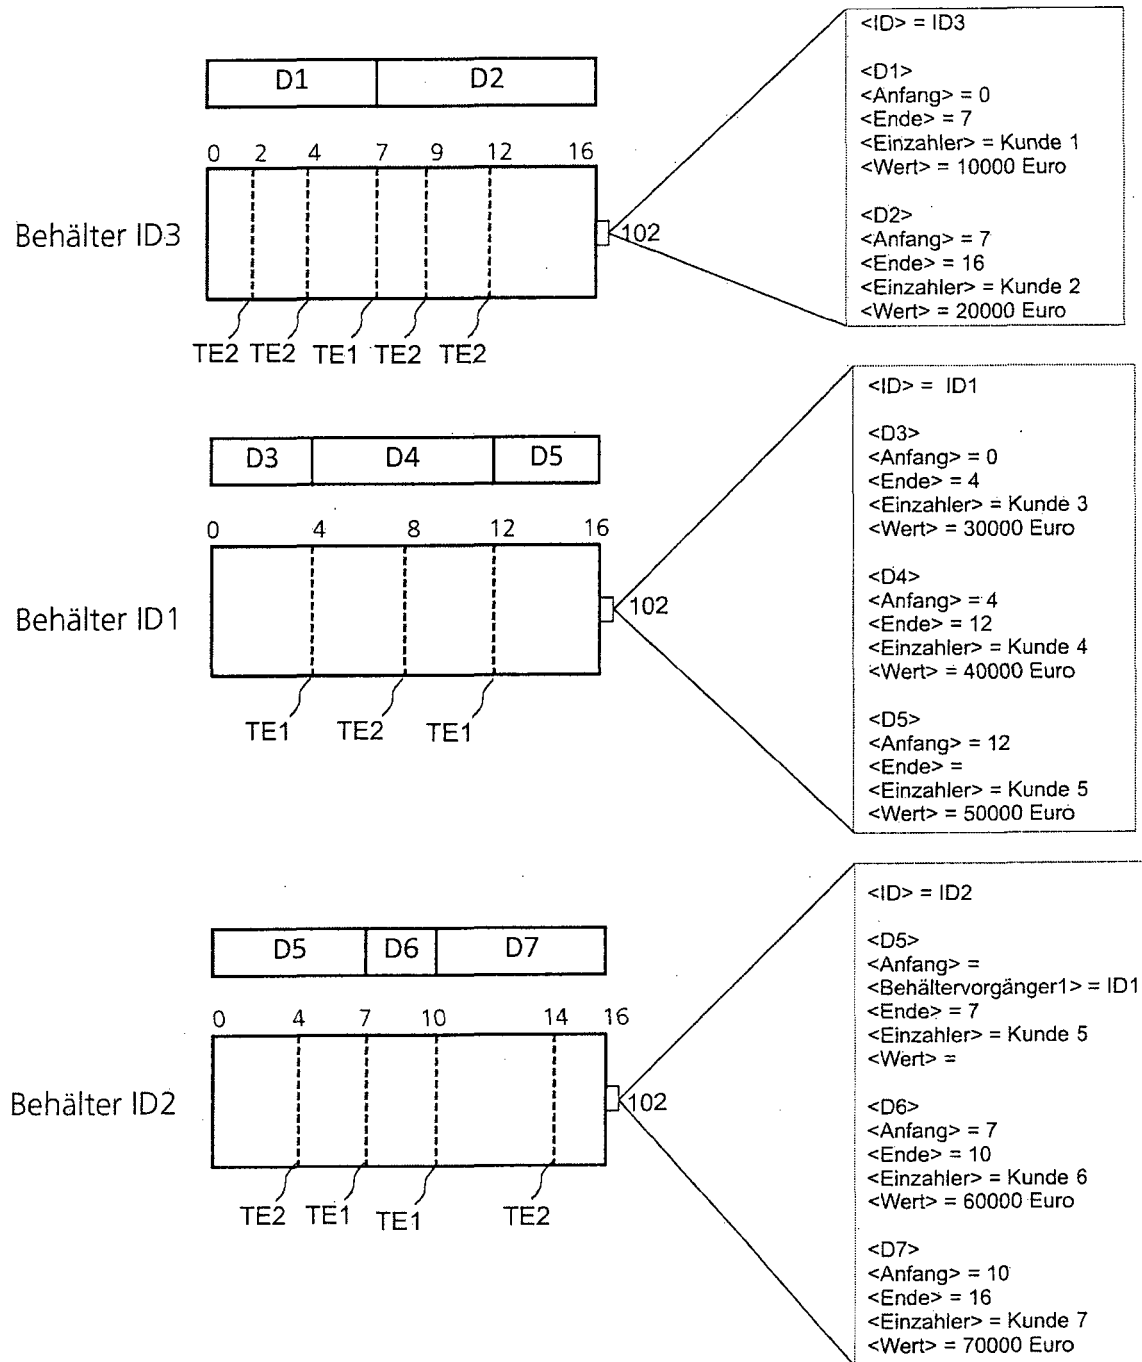 D1 D2
0 2 4 7 9 12 16
Behälter ID3
102
TE2 TE2 TE1 TE2 TE2
<ID> = ID3
<D1>
<Anfang> = 0
<Ende> = 7
<Einzahler> = Kunde 1
<Wert> = 10000 Euro
<D2>
<Anfang> = 7
<Ende> = 16
<Einzahler> = Kunde 2
<Wert> = 20000 Euro
D3 D4 D5
0 4 8 12 16
Behälter ID1
102
TE1 TE2 TE1
<ID> = ID1
<D3>
<Anfang> = 0
<Ende> = 4
<Einzahler> = Kunde 3
<Wert> = 30000 Euro
<D4>
<Anfang> = 4
<Ende> = 12
<Einzahler> = Kunde 4
<Wert> = 40000 Euro
<D5>
<Anfang> = 12
<Ende> =
<Einzahler> = Kunde 5
<Wert> = 50000 Euro
D5 D6 D7
0 4 7 10 14 16
Behälter ID2
102
TE2 TE1 TE1 TE2
<ID> = ID2
<D5>
<Anfang> =
<Behältervorgänger1> = ID1
<Ende> = 7
<Einzahler> = Kunde 5
<Wert> =
<D6>
<Anfang> = 7
<Ende> = 10
<Einzahler> = Kunde 6
<Wert> = 60000 Euro
<D7>
<Anfang> = 10
<Ende> = 16
<Einzahler> = Kunde 7
<Wert> = 70000 Euro